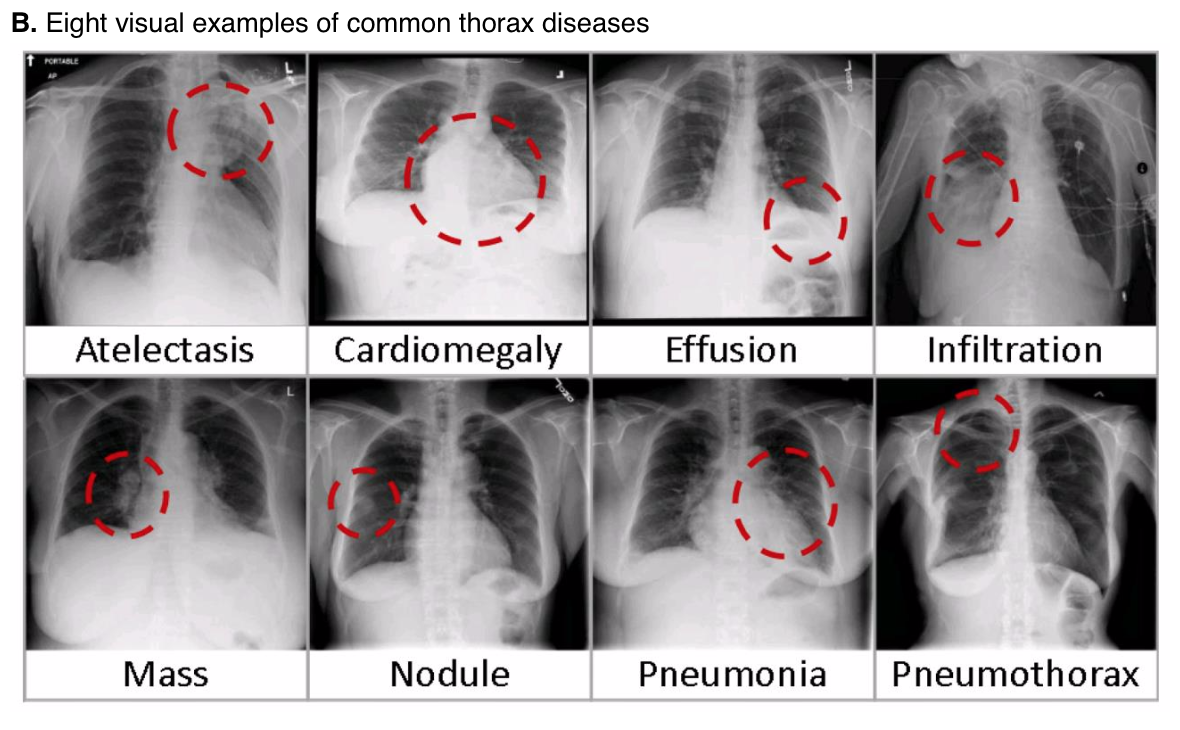 B. Eight visual examples of common thorax diseases
PORTABLE
AP
L
Atelectasis
Cardiomegaly
Effusion
Infiltration
L
Mass
Nodule
Pneumonia
Pneumothorax